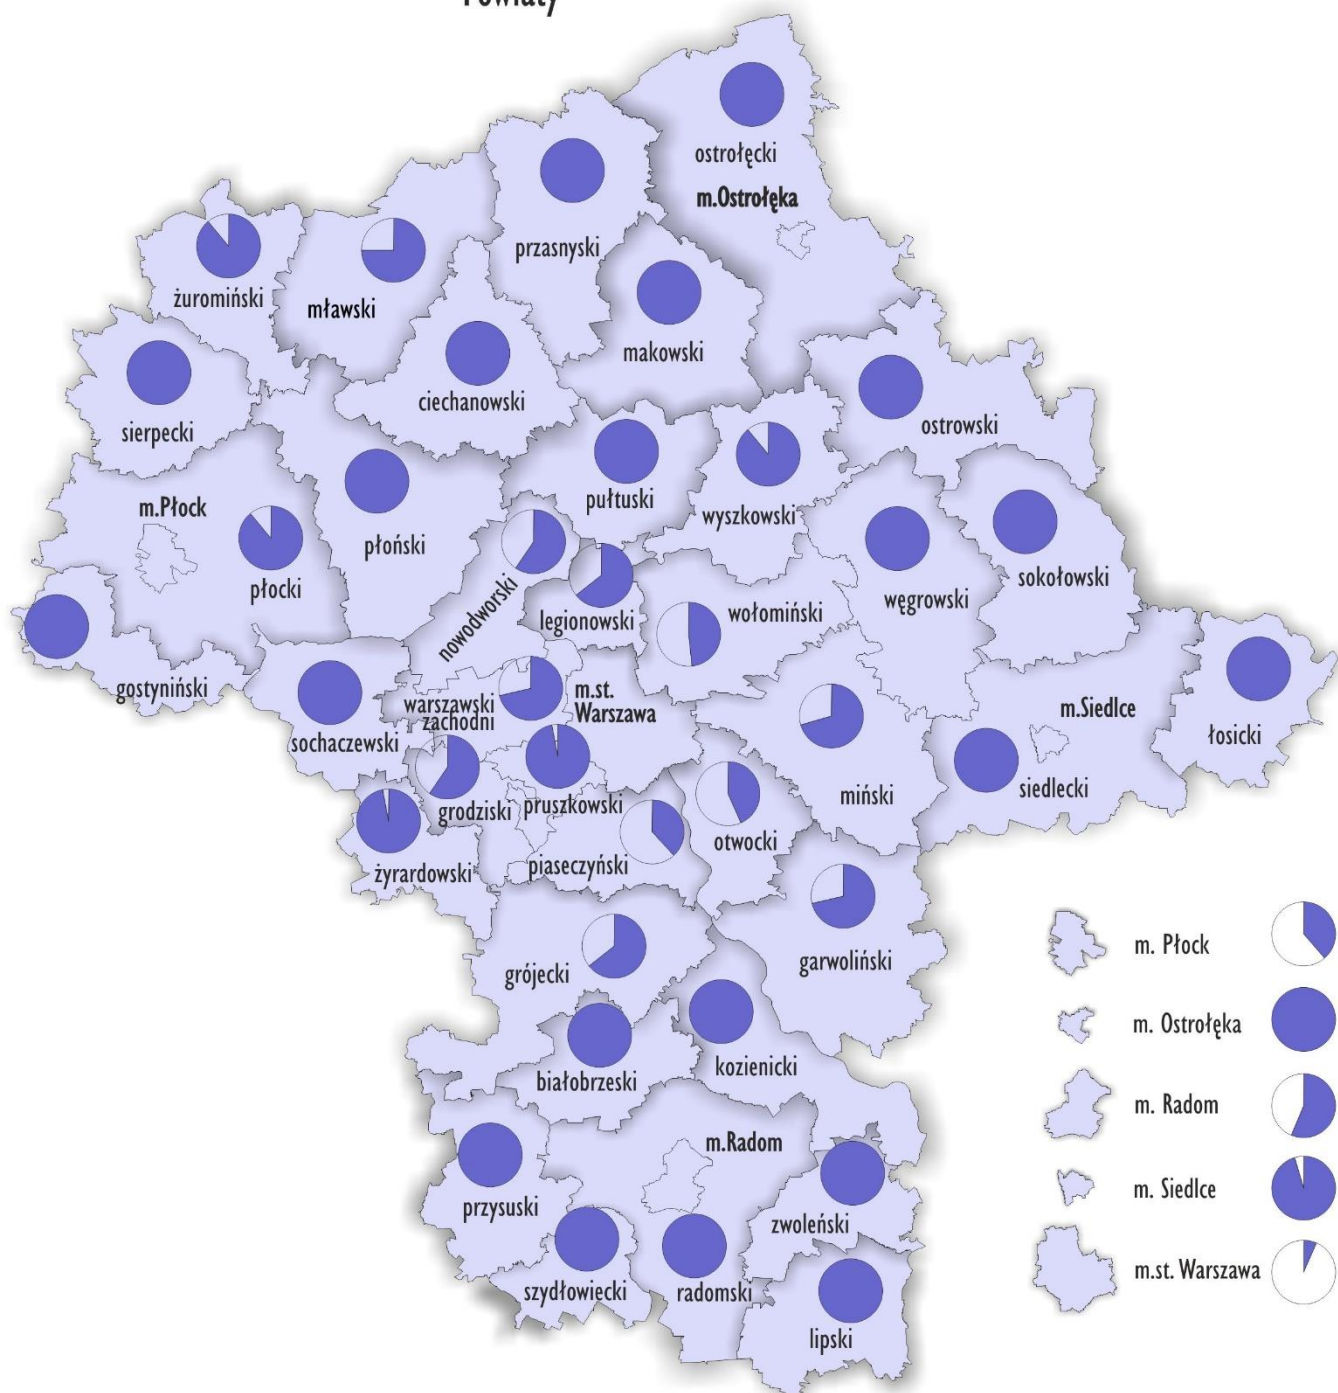 Powiaty
ostrołęcki
m.Ostrołęka
przasnyski
żuromiński
mławski
makowski
ciechanowski
sierpecki
ostrowski
m.Płock
pułtuski
wyszkowski
płoński
płocki
sokołowski
węgrowski
nowodworski
legionowski
wołomiński
gostyniński
warszawski
zachodni
m.st.
Warszawa
m.Siedlce
łosicki
sochaczewski
siedlecki
miński
grodziski
pruszkowski
otwocki
piaseczyński
żyrardowski
grójecki
garwoliński
m. Płock
m. Ostrołęka
kozienicki
białobrzeski
m. Radom
m.Radom
m. Siedlce
przysuski
zwoleński
m.st. Warszawa
szydłowiecki
radomski
lipski